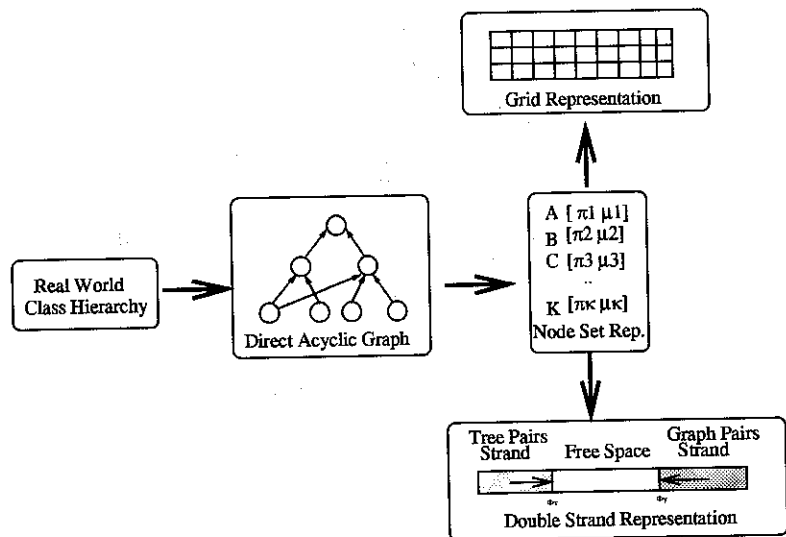 Grid Representation
A [ π1 μ1]
B [π2 μ2]
C [π3 μ3]
..
K [πκ μκ]
Node Set Rep.
Real World
Class Hierarchy
Direct Acyclic Graph
Tree Pairs
Strand
Free Space
Graph Pairs
Strand
Double Strand Representation